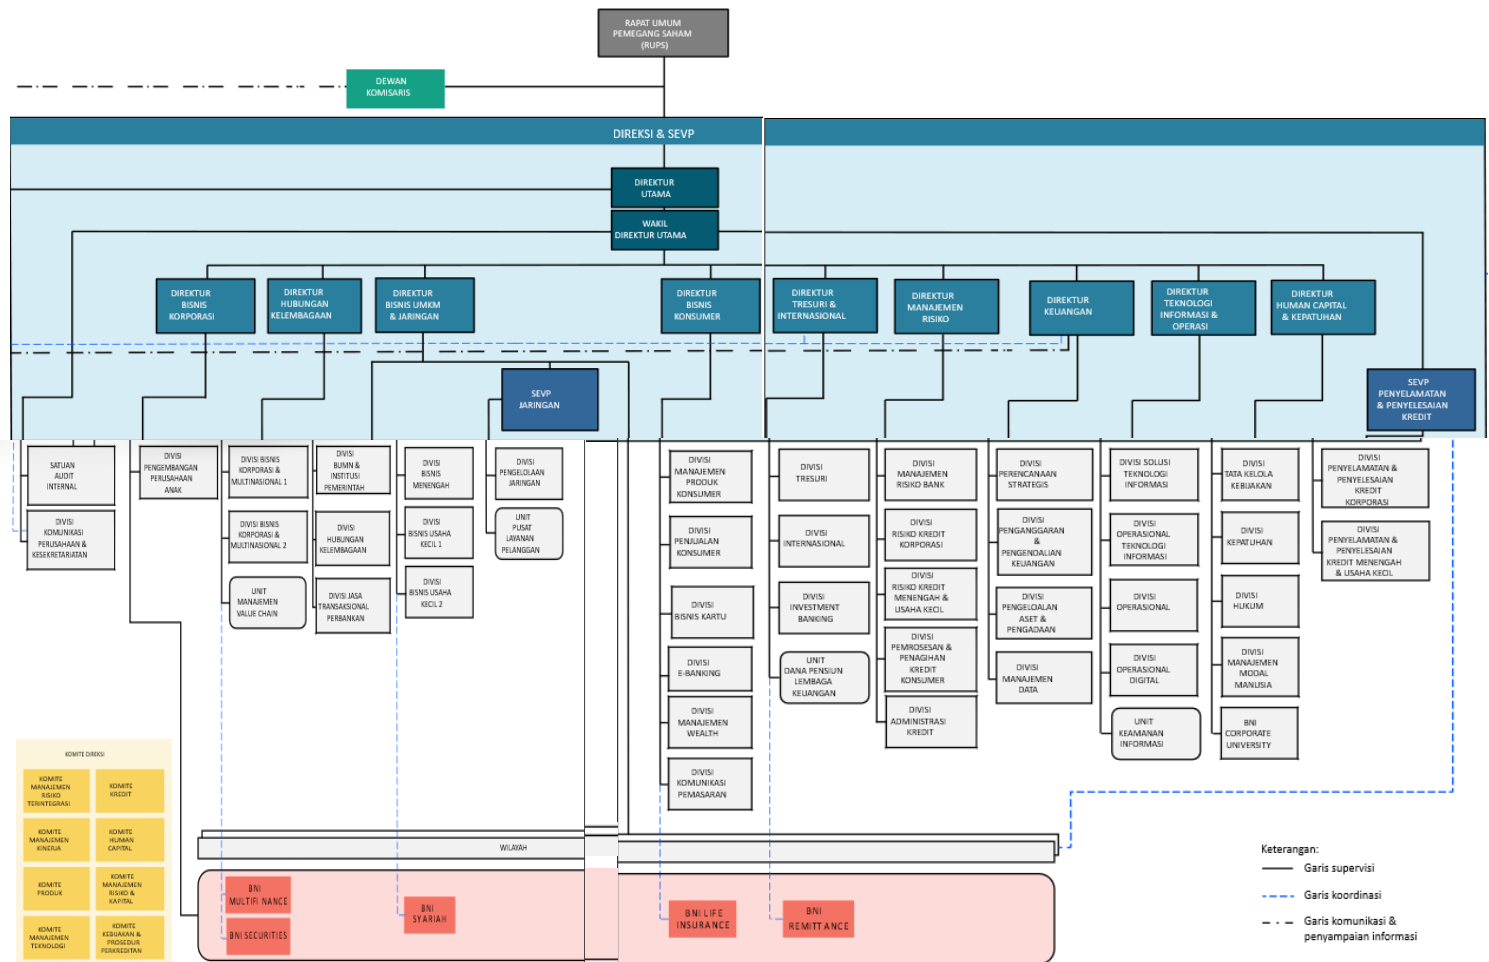 RAPAT UMUM
PEMEGANG SAHAM
(RUPS)
DEWAN
KOMISARIS
DIREKSI & SEVP
DIREKTUR
UTAMA
WAKIL
DIREKTUR UTAMA
DIREKTUR
BISNIS
KORPORASI
DIREKTUR
HUBUNGAN
KELEMBAGAAN
DIREKTUR
BISNIS UMKM
& JARINGAN
DIREKTUR
BISNIS
KONSUMER
DIREKTUR
TRESURI &
INTERNASIONAL
DIREKTUR
MANAJEMEN
RISIKO
DIREKTUR
KEUANGAN
DIREKTUR
TEKNOLOGI
INFORMASI &
OPERASI
DIREKTUR
HUMAN CAPITAL
& KEPATUHAN
SEVP
JARINGAN
SEVP
PENYELAMATAN
& PENYELESAIAN
KREDIT
SATUAN
AUDIT
INTERNAL
DIVISI
KOMUNIKASI
PERUSAHAAN &
KESEKRETARIATAN
DIVISI
PENGEMBANGAN
PERUSAHAAN
ANAK
DIVISI BISNIS
KORPORASI &
MULTINASIONAL 1
DIVISI BISNIS
KORPORASI &
MULTINASIONAL 2
UNIT
MANAJEMEN
VALUE CHAIN
DIVISI
BUMN &
INSTITUSI
PEMERINTAH
DIVISI
HUBUNGAN
KELEMBAGAAN
DIVISI JASA
TRANSAKSIONAL
PERBANKAN
DIVISI
BISNIS
MENENGAH
DIVISI
BISNIS USAHA
KECIL 1
DIVISI
BISNIS USAHA
KECIL 2
DIVISI
PENGELOLAAN
JARINGAN
UNIT
PUSAT
LAYANAN
PELANGGAN
DIVISI
MANAJEMEN
PRODUK
KONSUMER
DIVISI
PENJUALAN
KONSUMER
DIVISI
BISNIS KARTU
DIVISI
E-BANKING
DIVISI
MANAJEMEN
WEALTH
DIVISI
KOMUNIKASI
PEMASARAN
DIVISI
TRESURI
DIVISI
INTERNASIONAL
DIVISI
INVESTMENT
BANKING
UNIT
DANA PENSIUN
LEMBAGA
KEUANGAN
DIVISI
MANAJEMEN
RISIKO BANK
DIVISI
RISIKO KREDIT
KORPORASI
DIVISI
RISIKO KREDIT
MENENGAH &
USAHA KECIL
DIVISI
PEMROSESAN &
PENAGIHAN
KREDIT
KONSUMER
DIVISI
ADMINISTRASI
KREDIT
DIVISI
PERENCANAAN
STRATEGIS
DIVISI
PENGANGGARAN
&
PENGENDALIAN
KEUANGAN
DIVISI
PENGELOALAN
ASET &
PENGADAAN
DIVISI
MANAJEMEN
DATA
DIVISI SOLUSI
TEKNOLOGI
INFORMASI
DIVISI
OPERASIONAL
TEKNOLOGI
INFORMASI
DIVISI
OPERASIONAL
DIVISI
OPERASIONAL
DIGITAL
UNIT
KEAMANAN
INFORMASI
DIVISI
TATA KELOLA
KEBIJAKAN
DIVISI
KEPATUHAN
DIVISI
HUKUM
DIVISI
MANAJEMEN
MODAL
MANUSIA
BNI
CORPORATE
UNIVERSITY
DIVISI
PENYELAMATAN &
PENYELESAIAN
KREDIT
KORPORASI
DIVISI
PENYELAMATAN &
PENYELESAIAN
KREDIT MENENGAH
& USAHA KECIL
KOMITE DIREKSI
KOMITE
MANAJEMEN
RISIKO
TERINTEGRASI
KOMITE
KREDIT
KOMITE
MANAJEMEN
KINERJA
KOMITE
HUMAN
CAPITAL
KOMITE
PRODUK
KOMITE
MANAJEMEN
RISIKO &
KAPITAL
KOMITE
MANAJEMEN
TEKNOLOGI
KOMITE
KEBIJAKAN &
PROSEDUR
PERKREDITAN
WILAYAH
BNI
MULTIFINANCE
BNI SECURITIES
BNI
SYARIAH
BNI LIFE
INSURANCE
BNI
REMITTANCE
Keterangan:
Garis supervisi
Garis koordinasi
Garis komunikasi &
penyampaian informasi